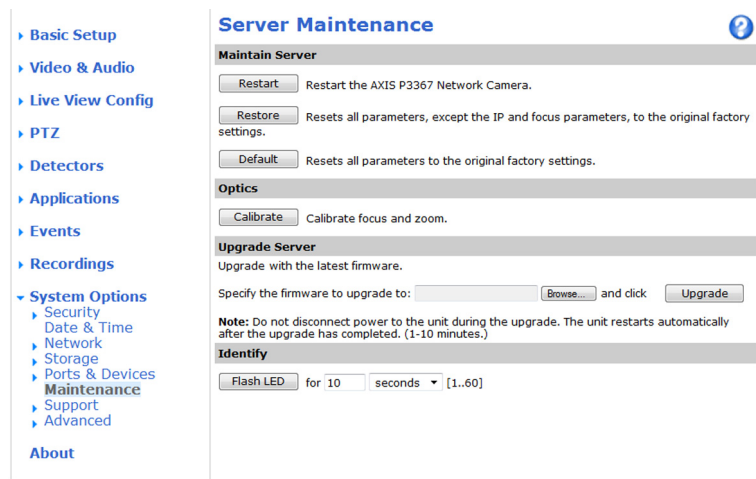 Basic Setup
Video & Audio
Live View Config
PTZ
Detectors
Applications
Events
Recordings
System Options
Security
Date & Time
Network
Storage
Ports & Devices
Maintenance
Support
Advanced
About
Server Maintenance
?
Maintain Server
Restart Restart the AXIS P3367 Network Camera.
Restore Resets all parameters, except the IP and focus parameters, to the original factory
settings.
Default Resets all parameters to the original factory settings.
Optics
Calibrate Calibrate focus and zoom.
Upgrade Server
Upgrade with the latest firmware.
Specify the firmware to upgrade to: Browse... and click Upgrade
Note: Do not disconnect power to the unit during the upgrade. The unit restarts automatically
after the upgrade has completed. (1-10 minutes.)
Identify
Flash LED for 10 seconds [1..60]